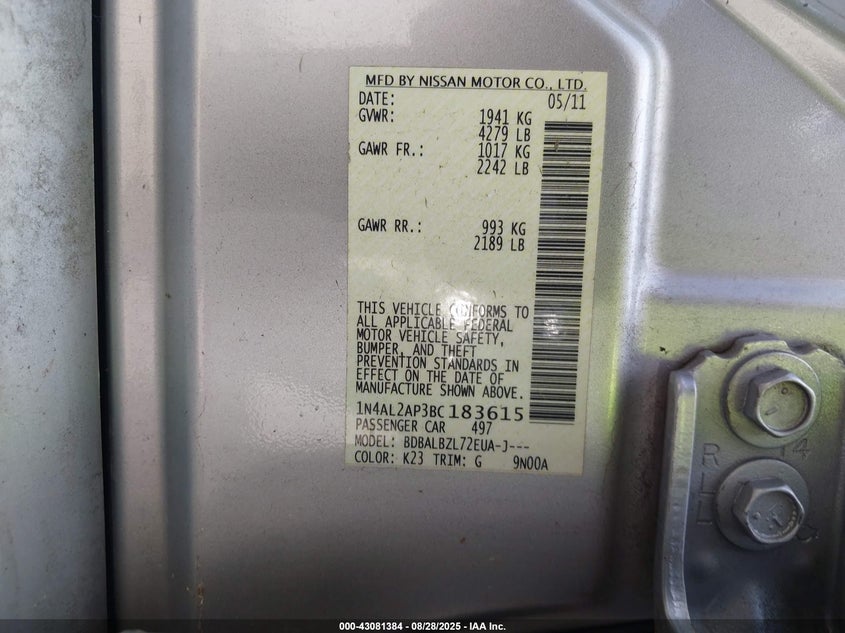 MFD BY NISSAN MOTOR CO., LTD.
DATE: 05/11
GVWR: 1941 KG
4279 LB
GAWR FR.: 1017 KG
2242 LB
GAWR RR.: 993 KG
2189 LB
THIS VEHICLE CONFORMS TO
ALL APPLICABLE FEDERAL
MOTOR VEHICLE SAFETY,
BUMPER, AND THEFT
PREVENTION STANDARDS IN
EFFECT ON THE DATE OF
MANUFACTURE SHOWN ABOVE.
1N4AL2AP3BC183615
PASSENGER CAR 497
MODEL: BDBALBZL72EUA-J---
COLOR: K23 TRIM: G 9N00A
000-43081384 - 08/28/2025 - IAA Inc.